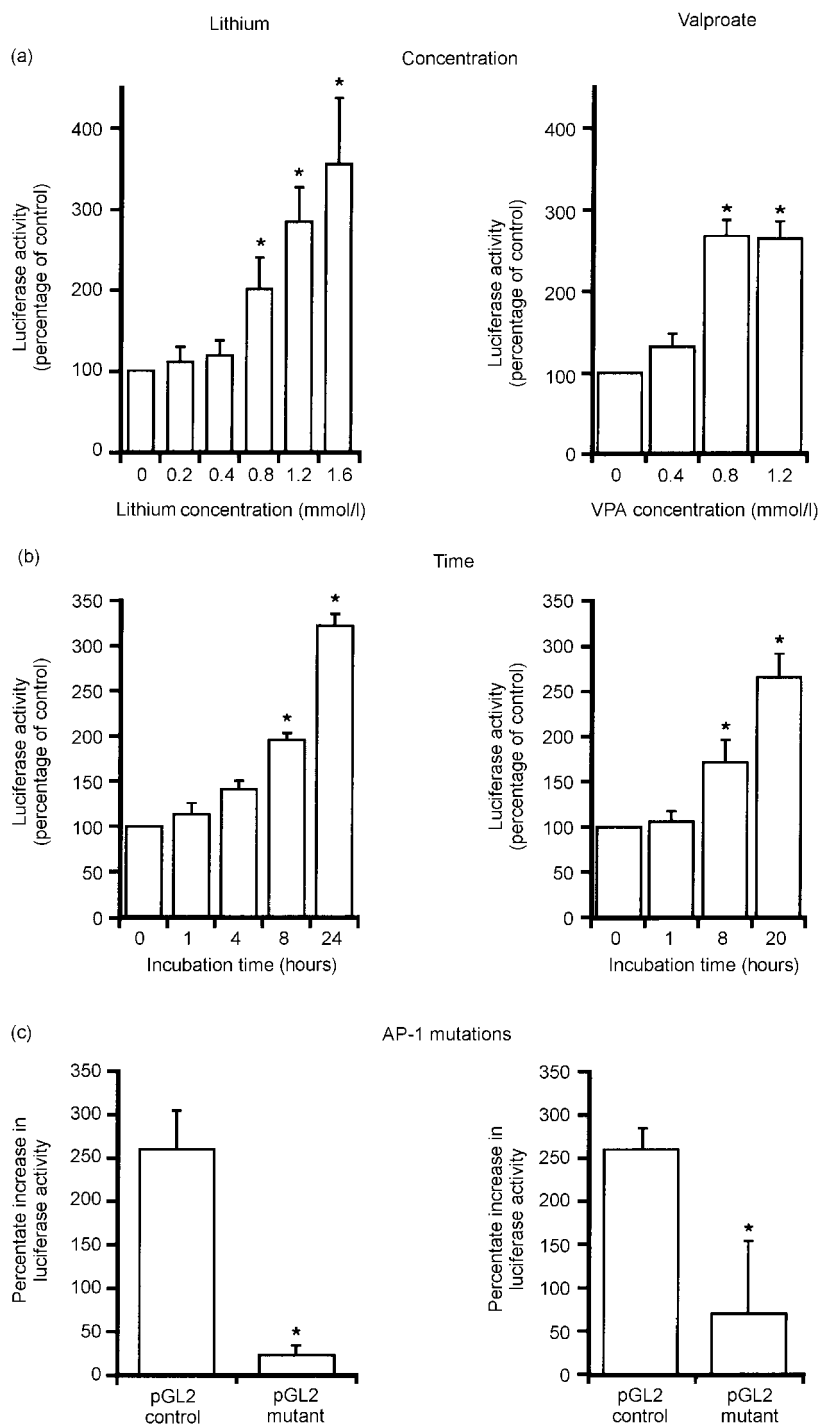 Lithium
Valproate
(a)
Concentration
Luciferase activity
(percentage of control)
400
300
200
100
0
*
*
*
0 0.2 0.4 0.8 1.2 1.6
Lithium concentration (mmol/l)
Luciferase activity
(percentage of control)
400
300
200
100
0
* *
0 0.4 0.8 1.2
VPA concentration (mmol/l)
(b)
Time
Luciferase activity
(percentage of control)
350
300
250
200
150
100
50
0
*
*
0 1 4 8 24
Incubation time (hours)
Luciferase activity
(percentage of control)
350
300
250
200
150
100
50
0
*
*
0 1 8 20
Incubation time (hours)
(c)
AP-1 mutations
Percentate increase in
luciferase activity
350
300
250
200
150
100
50
0
*
pGL2 pGL2
control mutant
Percentate increase in
luciferase activity
350
300
250
200
150
100
50
0
*
pGL2 pGL2
control mutant